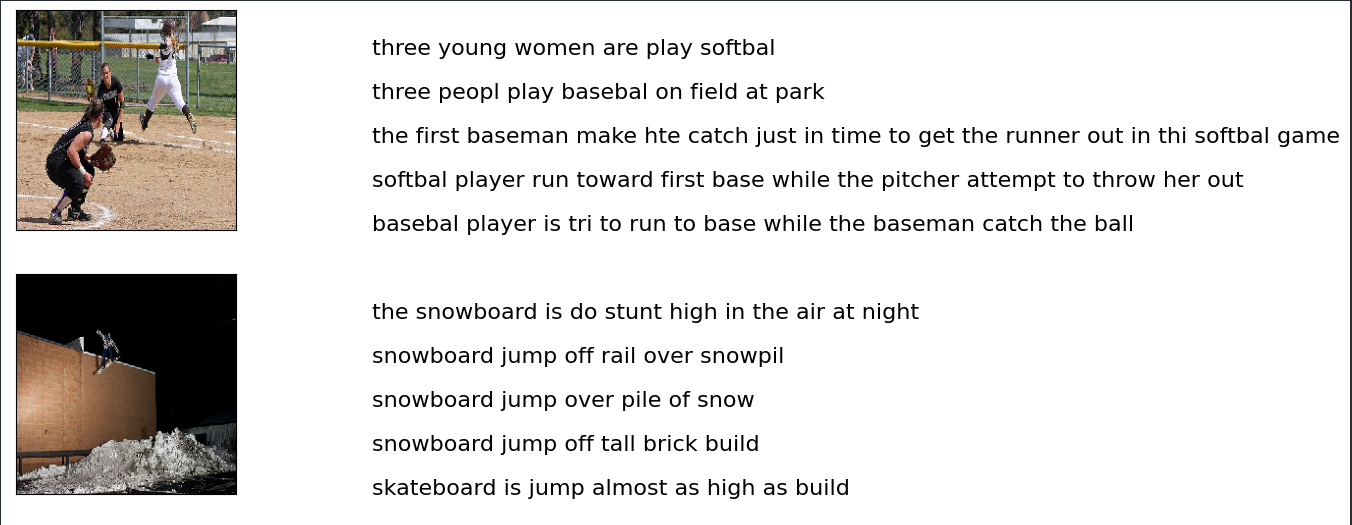 three young women are play softbal
three peopl play basebal on field at park
the first baseman make hte catch just in time to get the runner out in thi softbal game
softbal player run toward first base while the pitcher attempt to throw her out
basebal player is tri to run to base while the baseman catch the ball
the snowboard is do stunt high in the air at night
snowboard jump off rail over snowpil
snowboard jump over pile of snow
snowboard jump off tall brick build
skateboard is jump almost as high as build